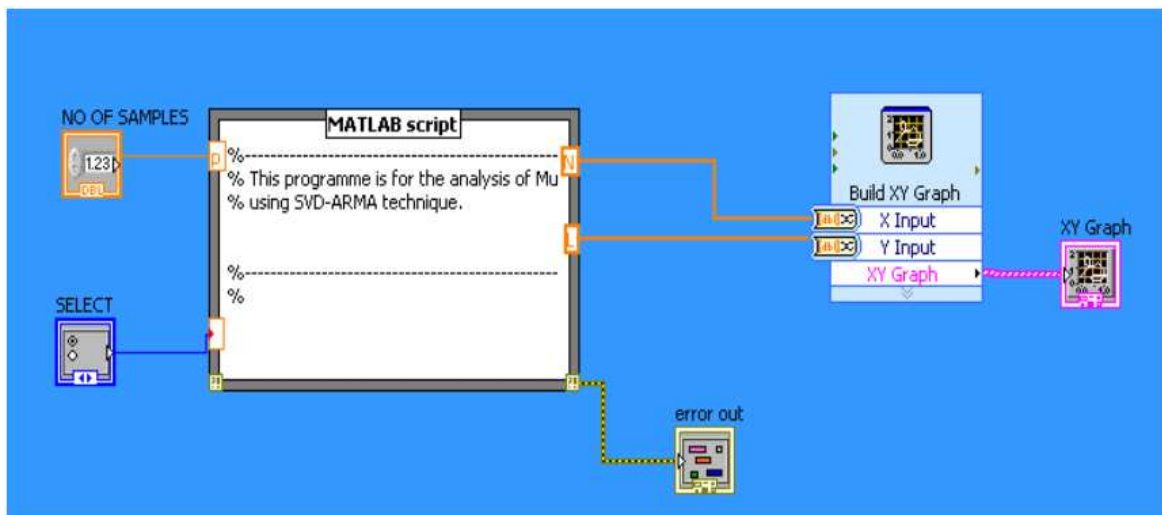 NO OF SAMPLES
1.23
DBL
MATLAB script
p
N
%-----------------------------------------------
% This programme is for the analysis of Mu
% using SVD-ARMA technique.
L
%-----------------------------------------------
%
SELECT
Build XY Graph
X Input
Y Input
XY Graph
XY Graph
error out